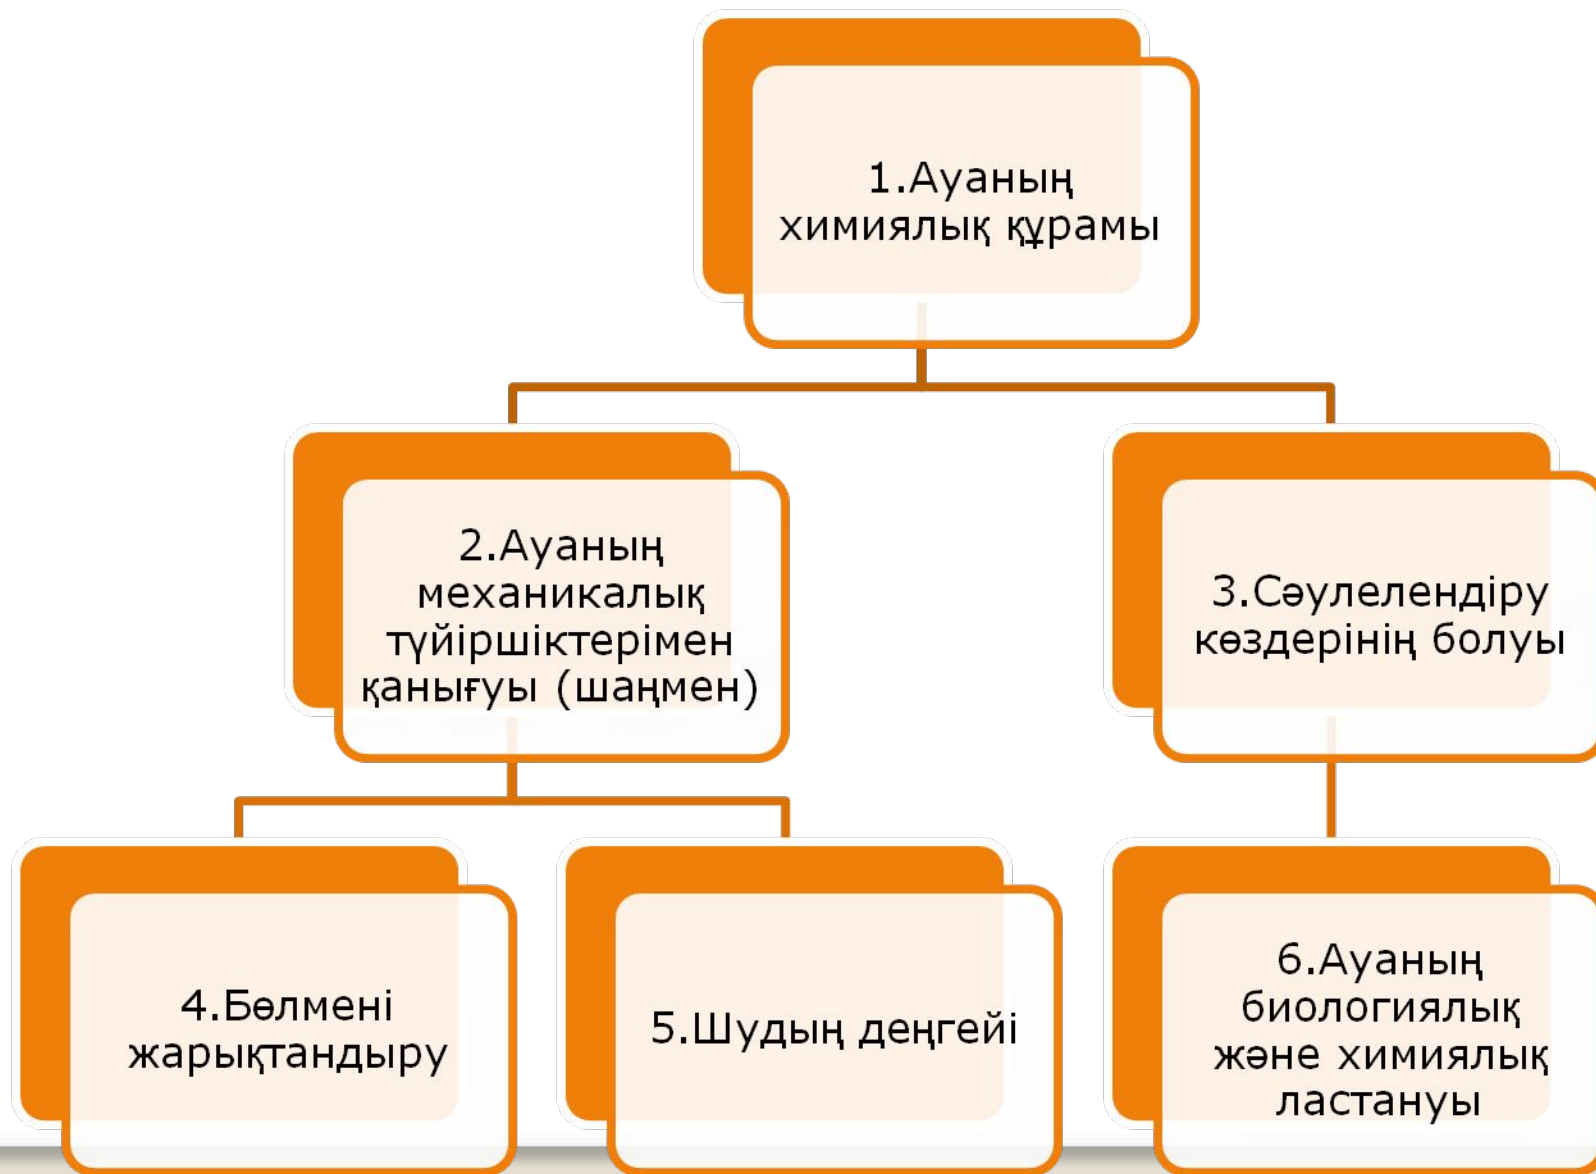 1.Ауаның
химиялық құрамы
2.Ауаның
механикалық
түйіршіктерімен
қанығуы (шаңмен)
3.Сәулелендіру
көздерінің болуы
4.Бөлмені
жарықтандыру
5.Шудың деңгейі
6.Ауаның
биологиялық
және химиялық
ластануы